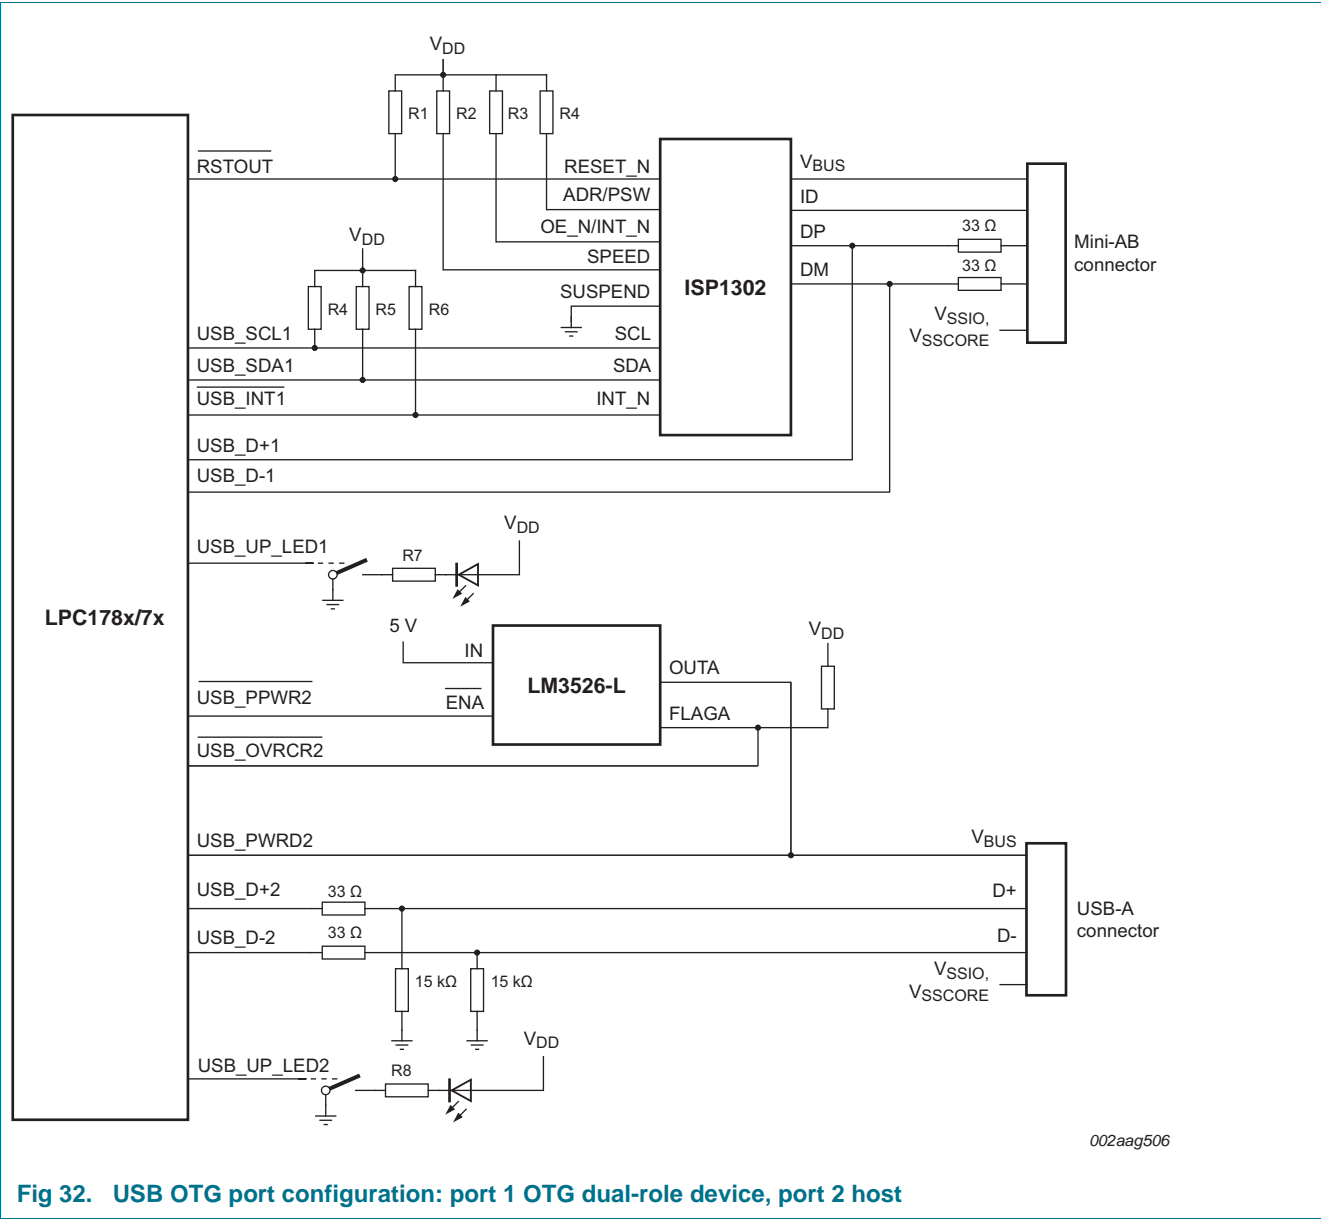 VDD
R1 R2 R3 R4
RSTOUT
RESET_N
ADR/PSW
OE_N/INT_N
SPEED
SUSPEND
SCL
SDA
INT_N
ISP1302
VBUS
ID
DP
DM
33 Ω
33 Ω
Mini-AB
connector
VSSIO,
VSSCORE
VDD
R4 R5 R6
USB_SCL1
USB_SDA1
USB_INT1
USB_D+1
USB_D-1
USB_UP_LED1
R7
VDD
LPC178x/7x
5 V
IN
ENA
LM3526-L
OUTA
FLAGA
VDD
USB_PPWR2
USB_OVRCR2
USB_PWRD2
VBUS
USB_D+2
33 Ω
D+
USB_D-2
33 Ω
D-
USB-A
connector
15 kΩ
15 kΩ
VSSIO,
VSSCORE
USB_UP_LED2
R8
VDD
002aag506
Fig 32. USB OTG port configuration: port 1 OTG dual-role device, port 2 host